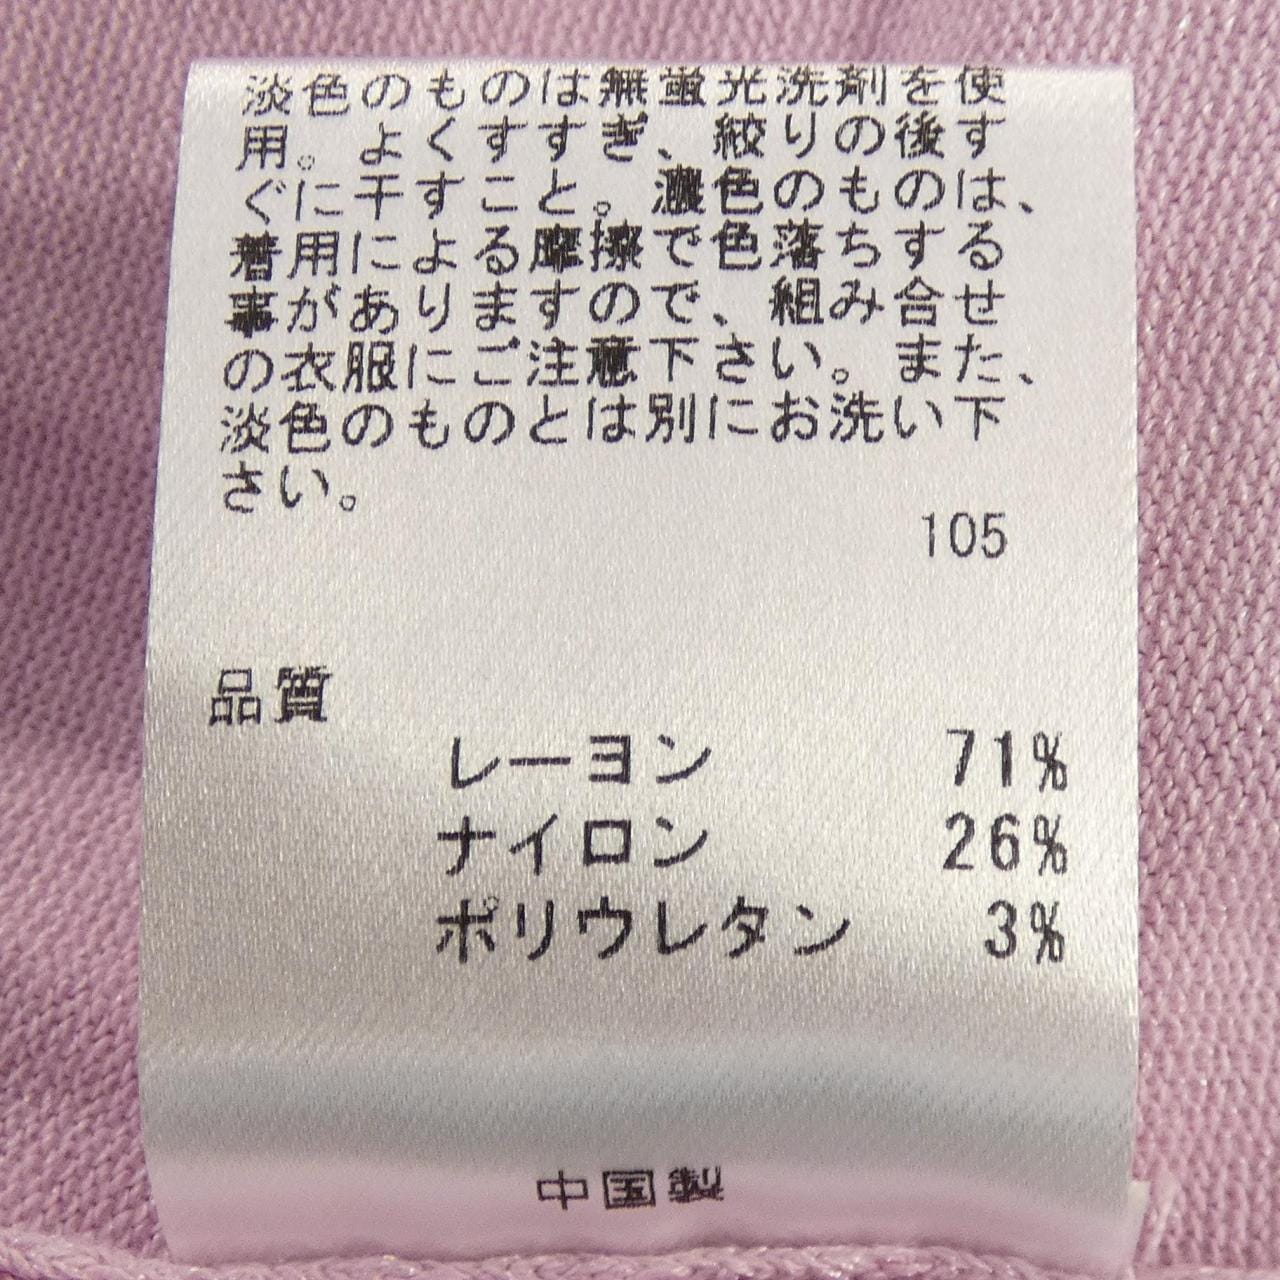 淡色のものは無蛍光洗剤を使
用。よくすすぎ、絞りの後す
ぐに干すこと。濃色のものは、
着用による摩擦で色落ちする
事がありますので、組み合せ
の衣服にご注意下さい。また、
淡色のものとは別にお洗い下
さい。
105
品質
レーヨン 71%
ナイロン 26%
ポリウレタン 3%
中国製